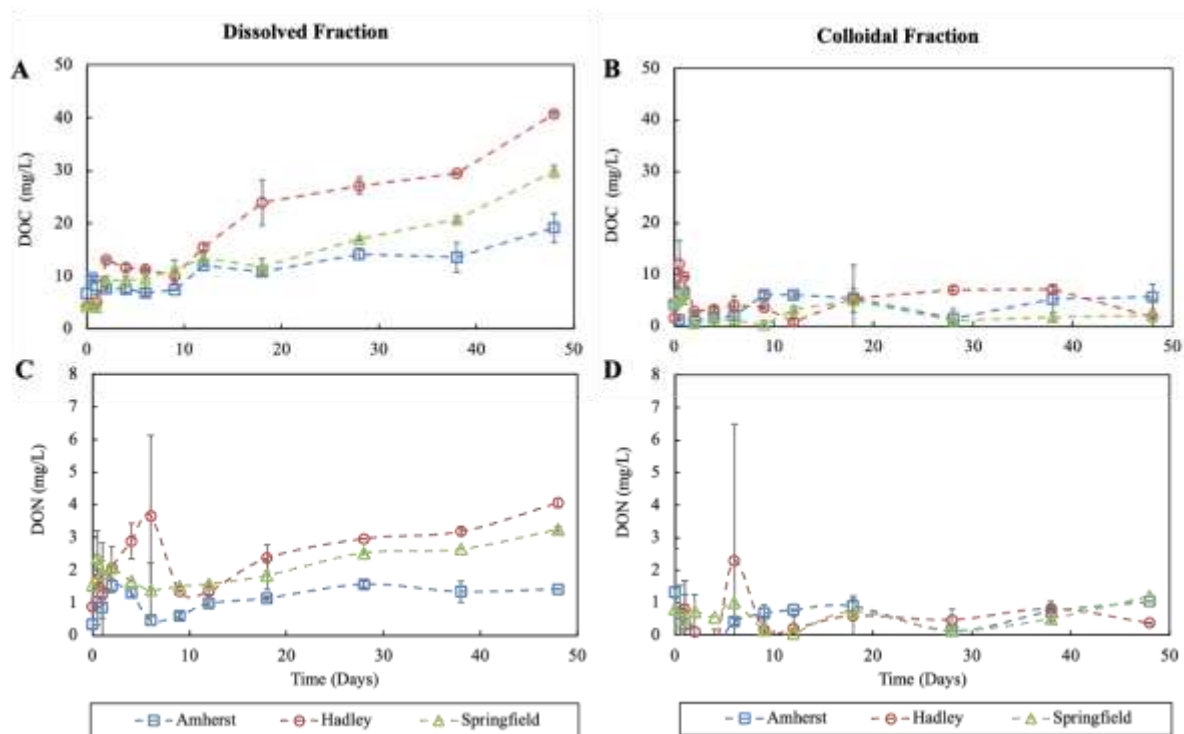 Dissolved Fraction
Colloidal Fraction
A
50
40
30
20
10
0
DOC (mg/L)
0 10 20 30 40 50
B
50
40
30
20
10
0
DOC (mg/L)
0 10 20 30 40 50
C
8
7
6
5
4
3
2
1
0
DON (mg/L)
0 10 20 30 40 50
Time (Days)
D
8
7
6
5
4
3
2
1
0
DON (mg/L)
0 10 20 30 40 50
Time (Days)
Amherst Hadley Springfield
Amherst Hadley Springfield